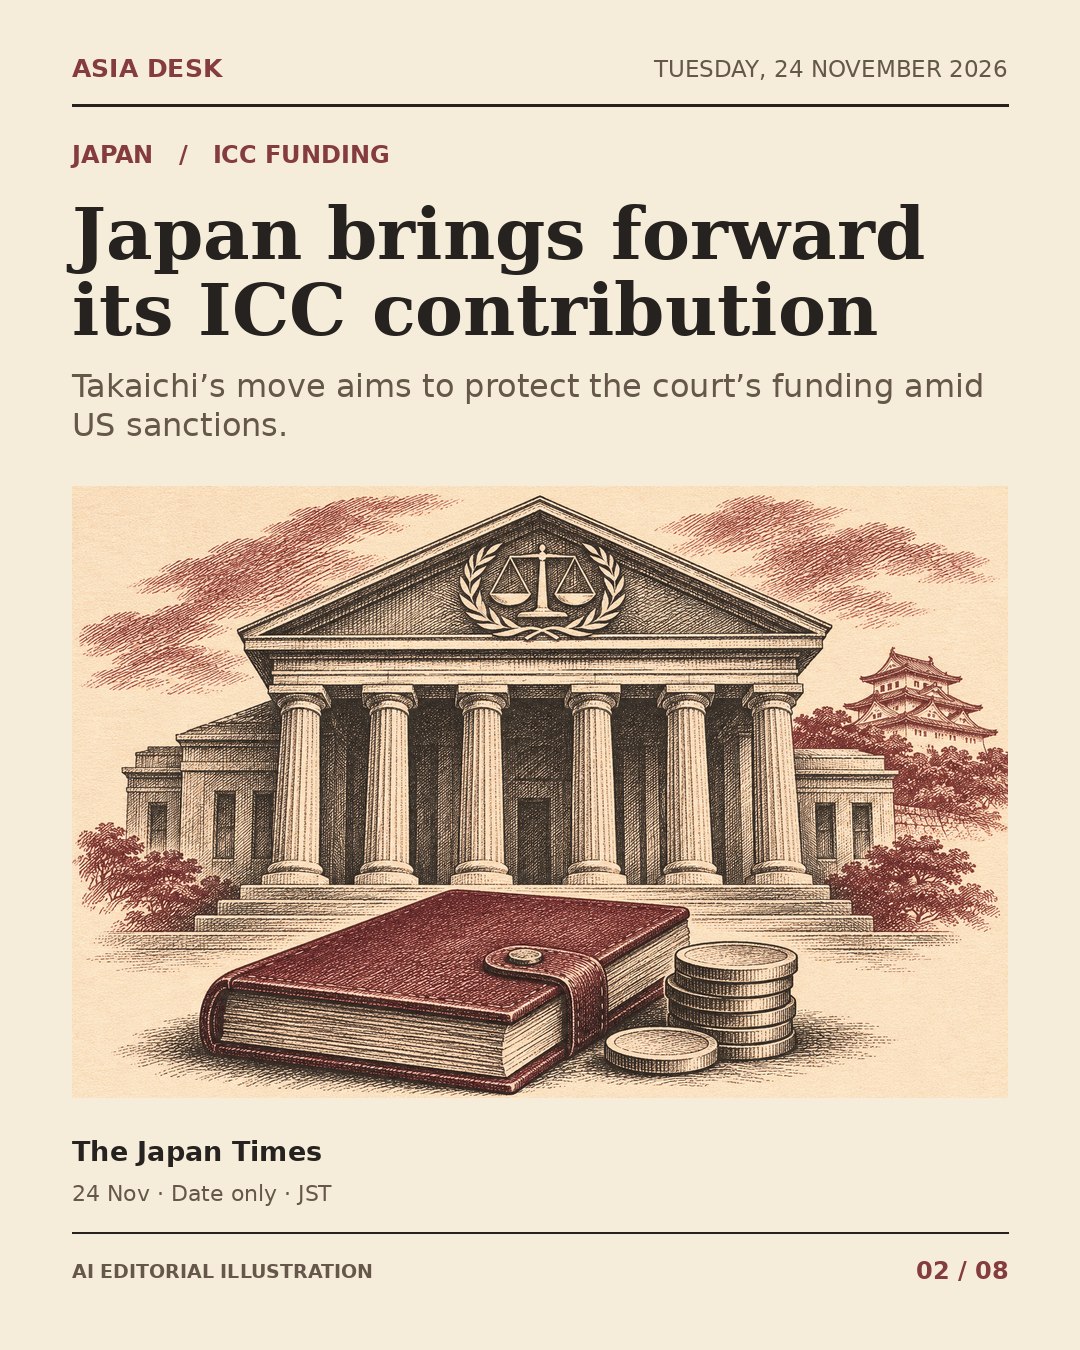 ASIA DESK
TUESDAY, 24 NOVEMBER 2026
JAPAN / ICC FUNDING
Japan brings forward
its ICC contribution
Takaichi’s move aims to protect the court’s funding amid
US sanctions.
The Japan Times
24 Nov · Date only · JST
AI EDITORIAL ILLUSTRATION
02 / 08